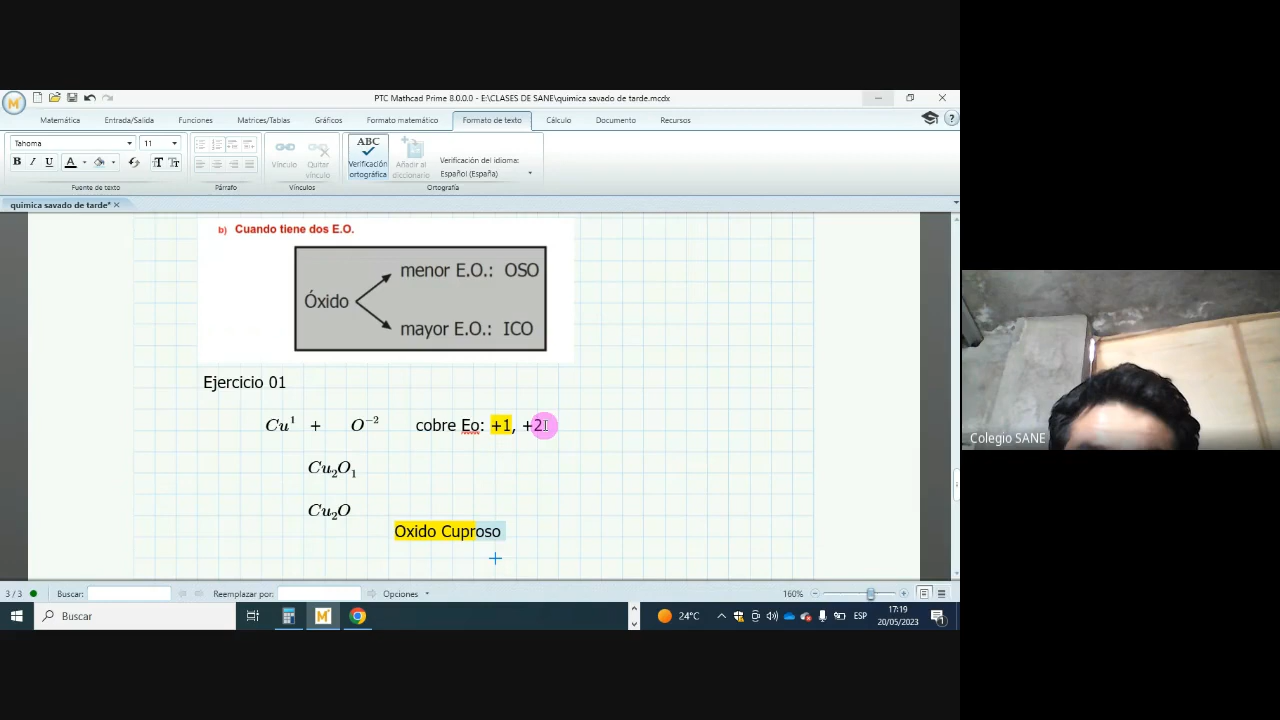 PTC Mathcad Prime 8.0.0.0 - E:\CLASES DE SANE\quimica savado de tarde.mcdx
Matemática Entrada/Salida Funciones Matrices/Tablas Gráficos Formato matemático Formato de texto Cálculo Documento Recursos
Tahoma 11
B I U A
Vínculo Quitar vínculo
ABC Verificación ortográfica
Añadir al diccionario
Verificación del idioma:
Español (España)
Fuente de texto Párrafo Vínculos Ortografía
quimica savado de tarde*
b) Cuando tiene dos E.O.
menor E.O.: OSO
Óxido
mayor E.O.: ICO
Ejercicio 01
Cu¹ + O⁻² cobre Eo: +1, +2
Cu₂O₁
Cu₂O
Oxido Cuproso
Colegio SANE
3 / 3 Buscar: Reemplazar por: Opciones 160%
Buscar 24°C ESP 17:19
20/05/2023